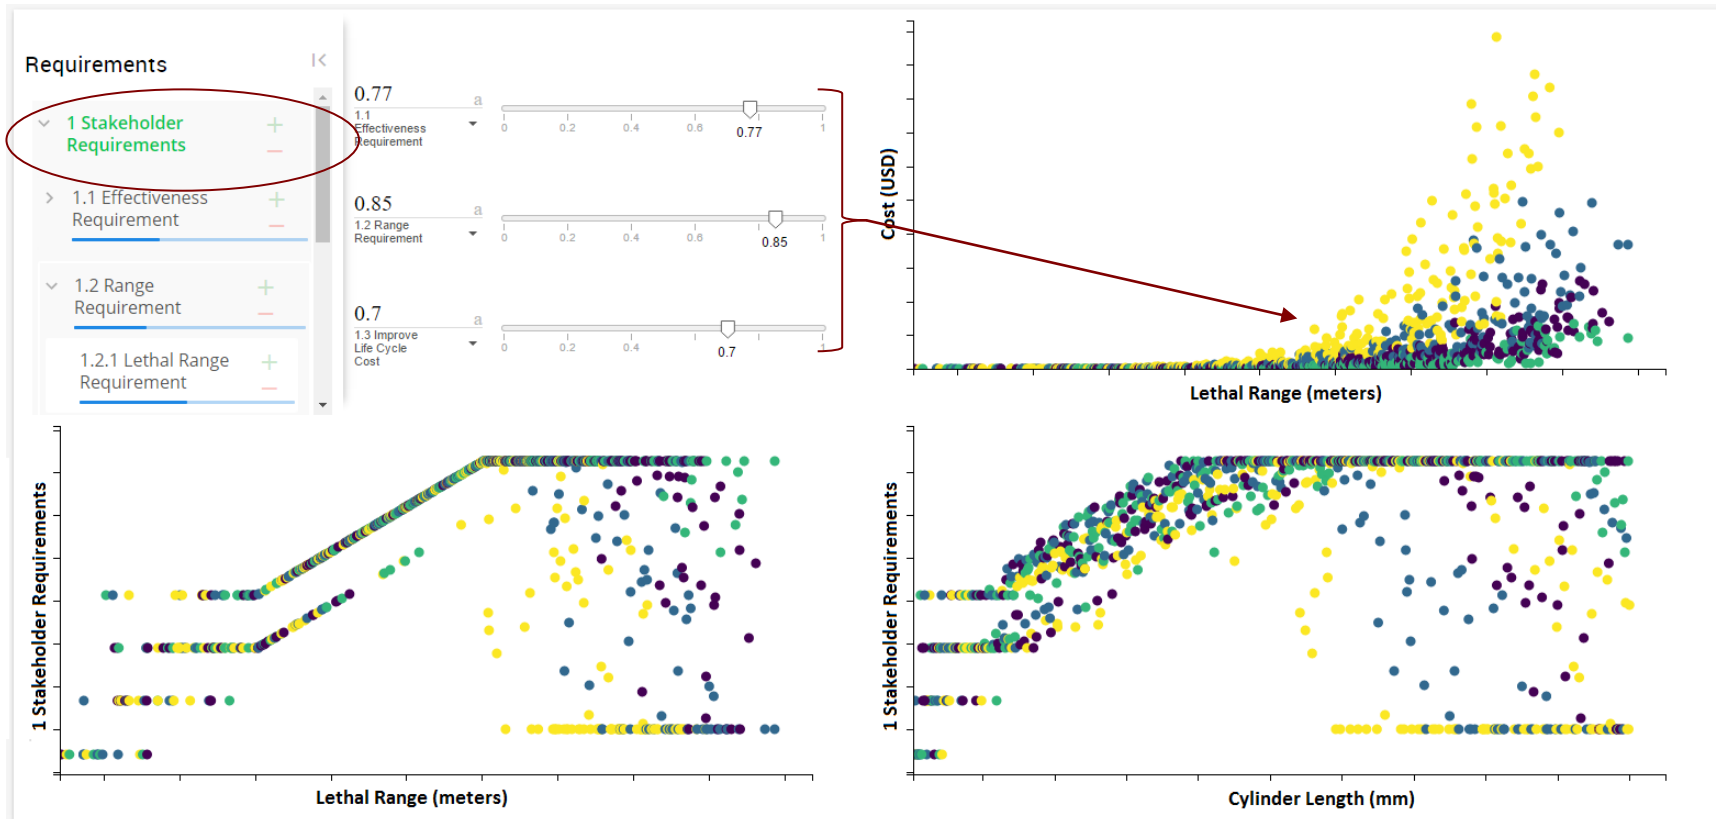 Requirements
1 Stakeholder
Requirements
1.1 Effectiveness
Requirement
1.2 Range
Requirement
1.2.1 Lethal Range
Requirement
0.77
a
1.1
Effectiveness
Requirement
0 0.2 0.4 0.6 1
0.77
0.85
a
1.2 Range
Requirement
0 0.2 0.4 0.6 1
0.85
0.7
a
1.3 Improve
Life Cycle
Cost
0 0.2 0.4 0.6 1
0.7
Cost (USD)
Lethal Range (meters)
1 Stakeholder Requirements
Lethal Range (meters)
1 Stakeholder Requirements
Cylinder Length (mm)